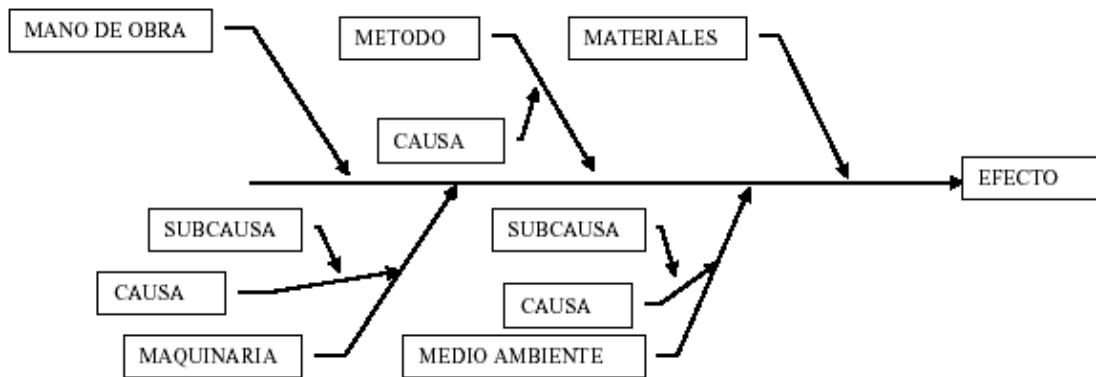 MANO DE OBRA
METODO
MATERIALES
CAUSA
EFECTO
SUBCAUSA
SUBCAUSA
CAUSA
CAUSA
MAQUINARIA
MEDIO AMBIENTE